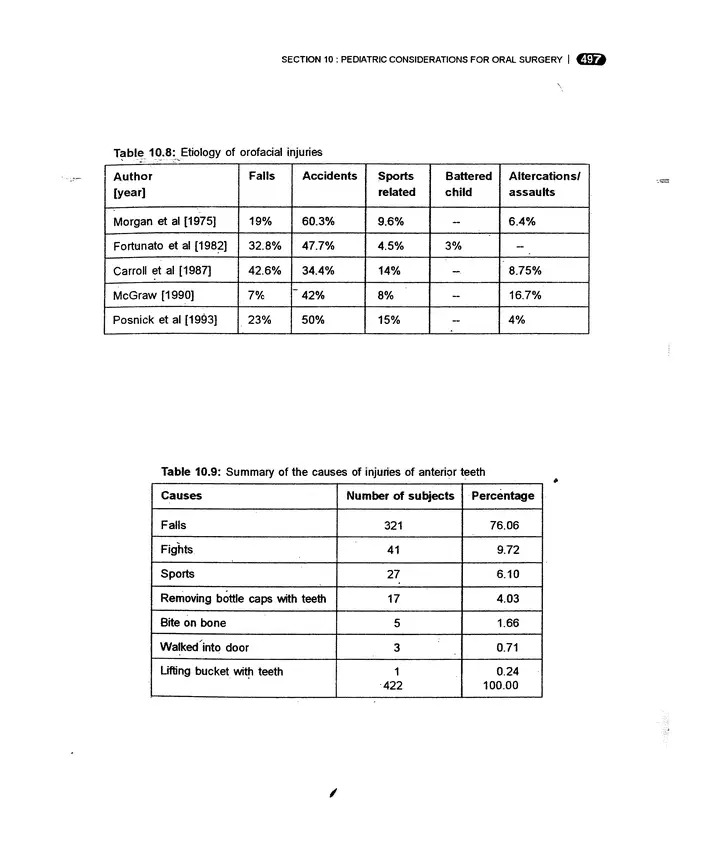 SECTION 10 : PEDIATRIC CONSIDERATIONS FOR ORAL SURGERY | 497
Table 10.8: Etiology of orofacial injuries
Author [year] Falls Accidents Sports related Battered child Altercations/ assaults
Morgan et al [1975] 19% 60.3% 9.6% – 6.4%
Fortunato et al [1982] 32.8% 47.7% 4.5% 3% –
Carroll et al [1987] 42.6% 34.4% 14% – 8.75%
McGraw [1990] 7% 42% 8% – 16.7%
Posnick et al [1993] 23% 50% 15% – 4%
Table 10.9: Summary of the causes of injuries of anterior teeth
Causes Number of subjects Percentage
Falls 321 76.06
Fights 41 9.72
Sports 27 6.10
Removing bottle caps with teeth 17 4.03
Bite on bone 5 1.66
Walked into door 3 0.71
Lifting bucket with teeth 1 0.24
422 100.00